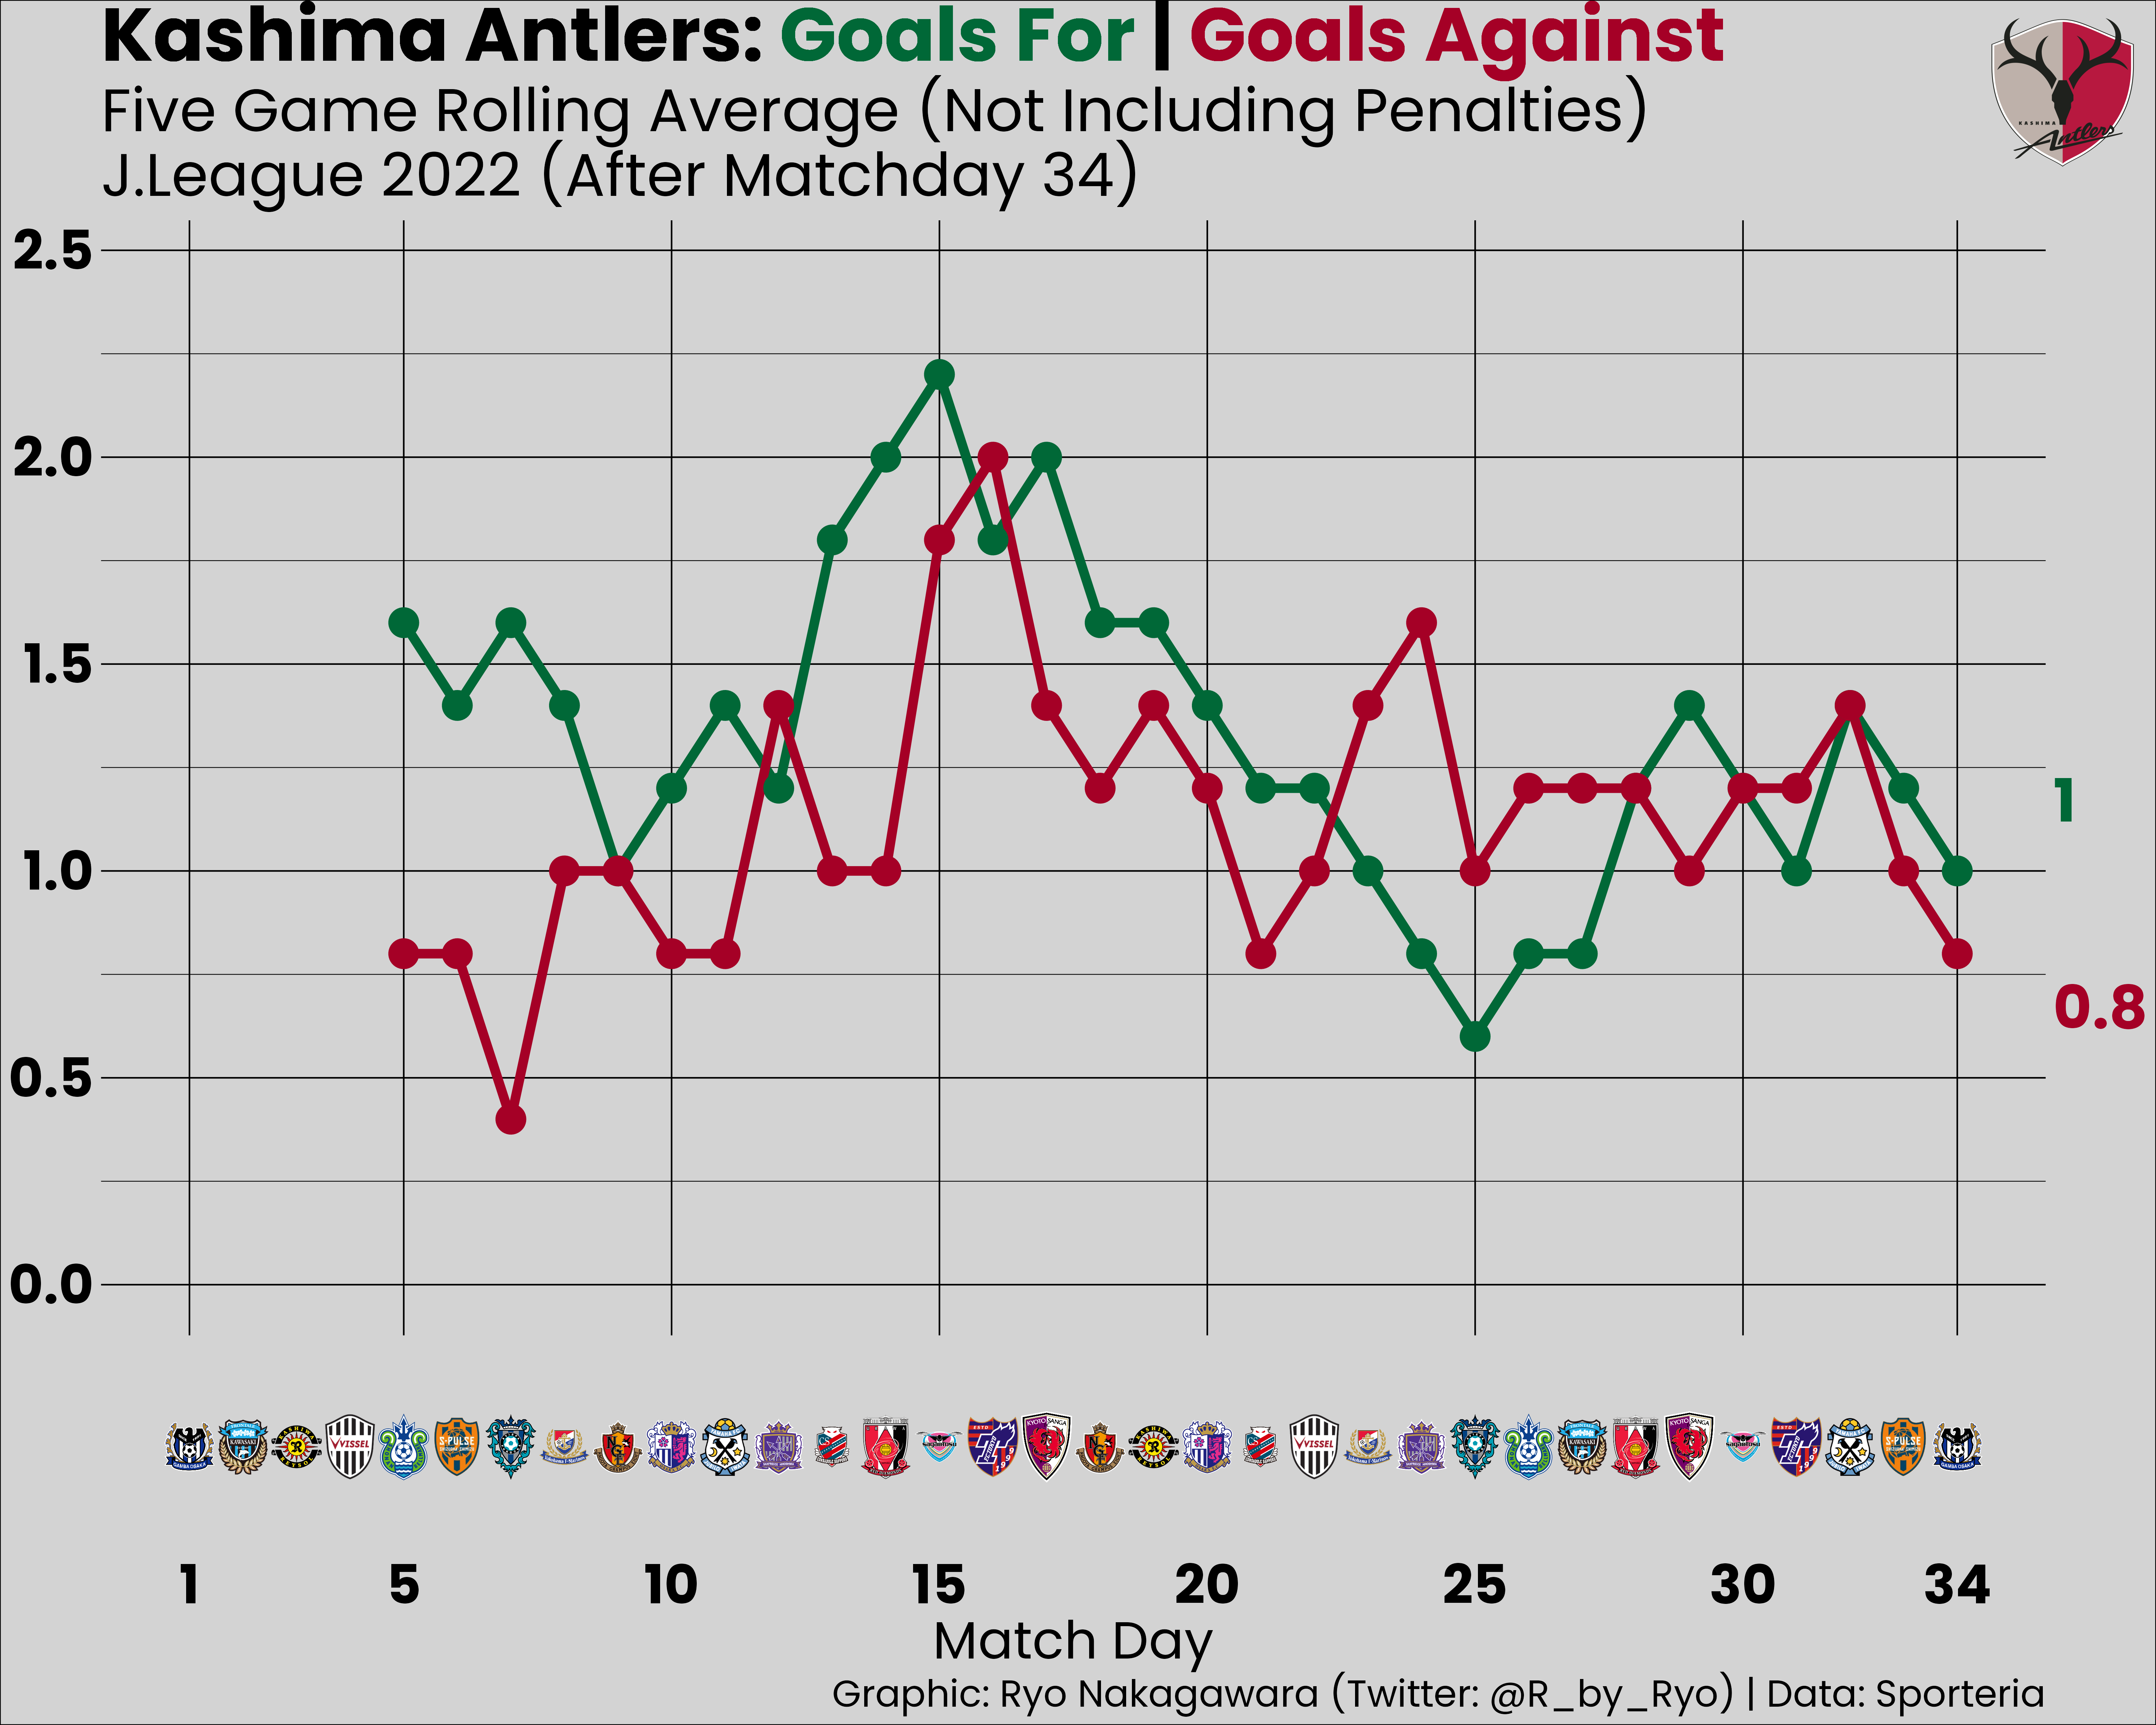 Kashima Antlers: Goals For | Goals Against
Five Game Rolling Average (Not Including Penalties)
J.League 2022 (After Matchday 34)
KASHIMA
Antlers
2.5
2.0
1.5
1.0
0.5
0.0
1
0.8
1 5 10 15 20 25 30 34
Match Day
Graphic: Ryo Nakagawara (Twitter: @R_by_Ryo) | Data: Sporteria